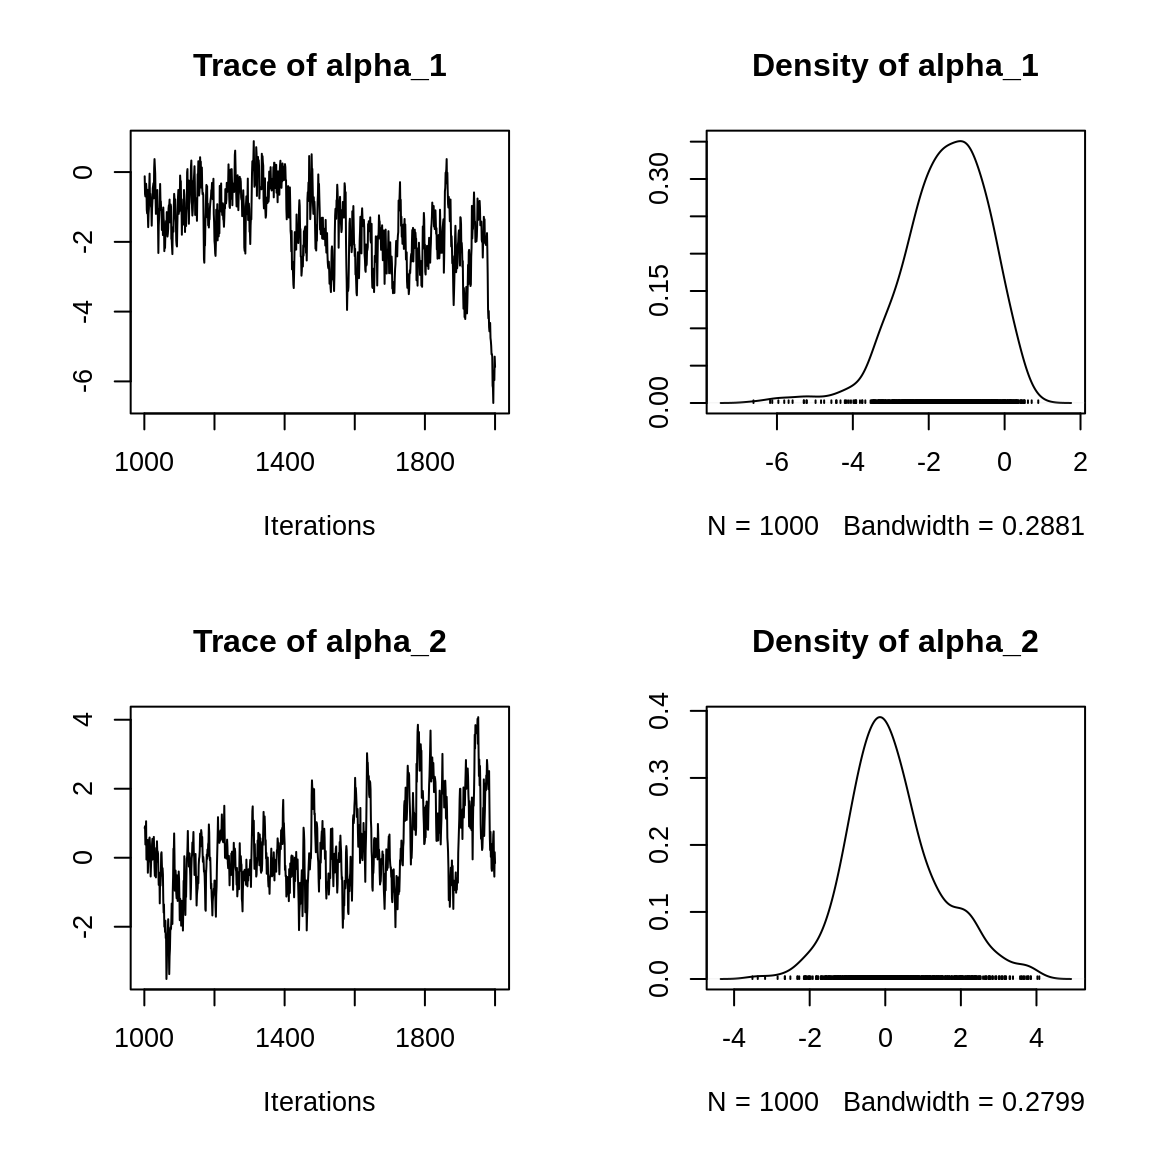 Trace of alpha_1
0
-2
-4
-6
1000 1400 1800
Iterations
Density of alpha_1
0.30
0.15
0.00
-6 -4 -2 0 2
N = 1000 Bandwidth = 0.2881
Trace of alpha_2
4
2
0
-2
1000 1400 1800
Iterations
Density of alpha_2
0.4
0.3
0.2
0.1
0.0
-4 -2 0 2 4
N = 1000 Bandwidth = 0.2799